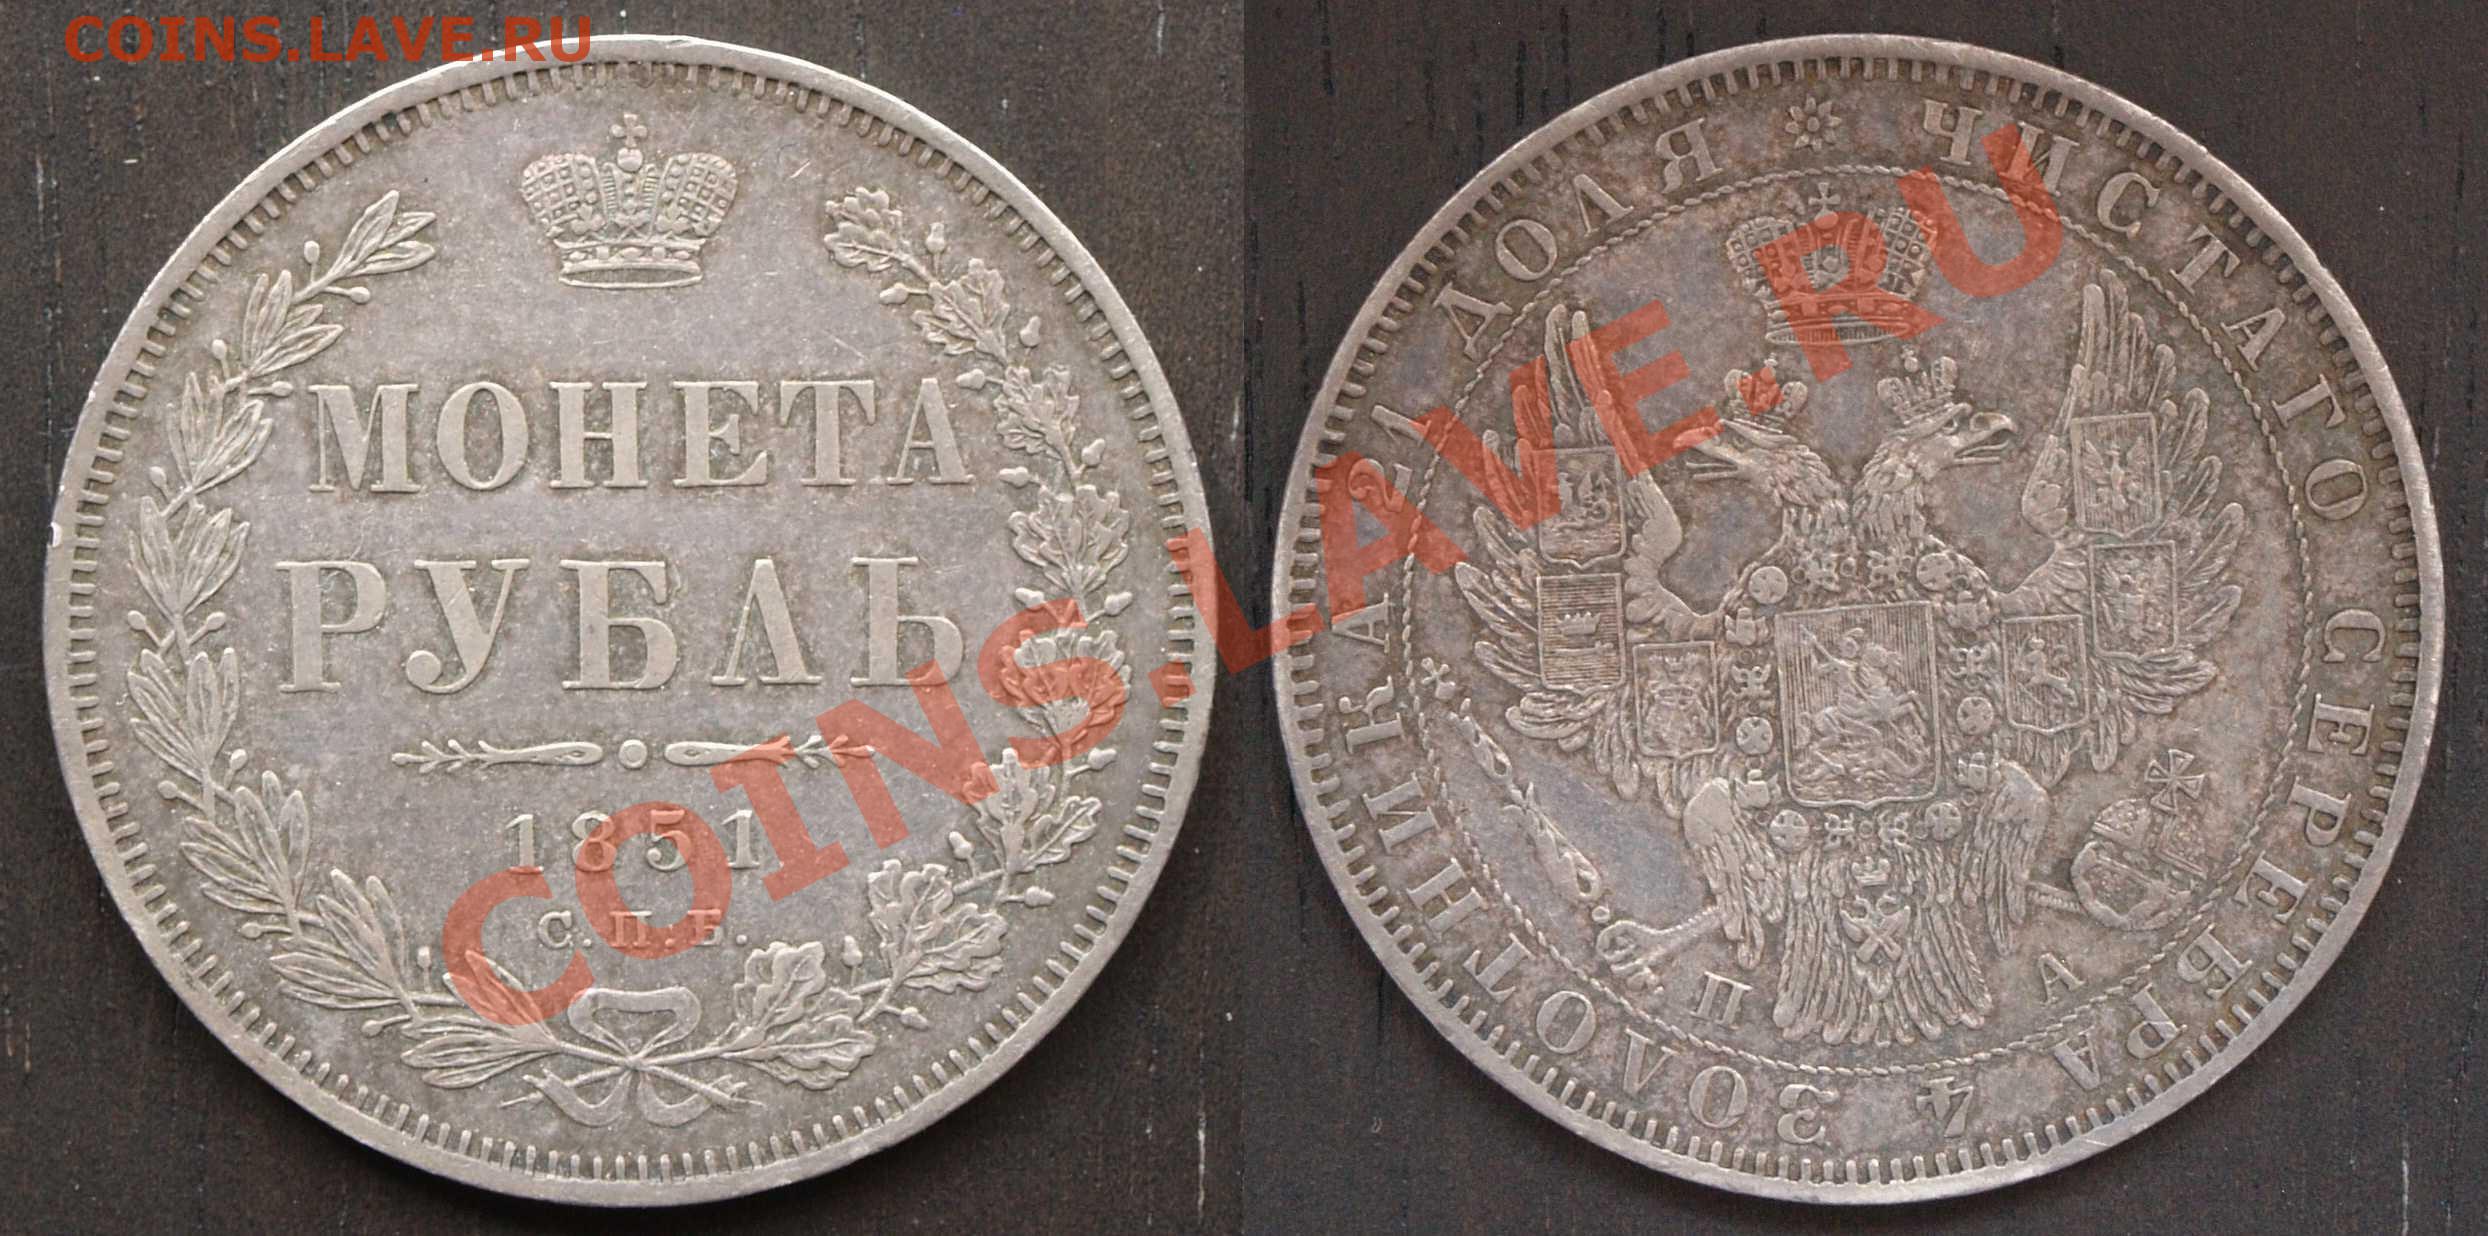 COINS.LAVE.RU
МОНЕТА
РУБЛЬ
1851
С.П.Б.
ЧИСТАГО СЕРЕБРА 4 ЗОЛОТНИКА 21 ДОЛЯ
П А
COINS.LAVE.RU